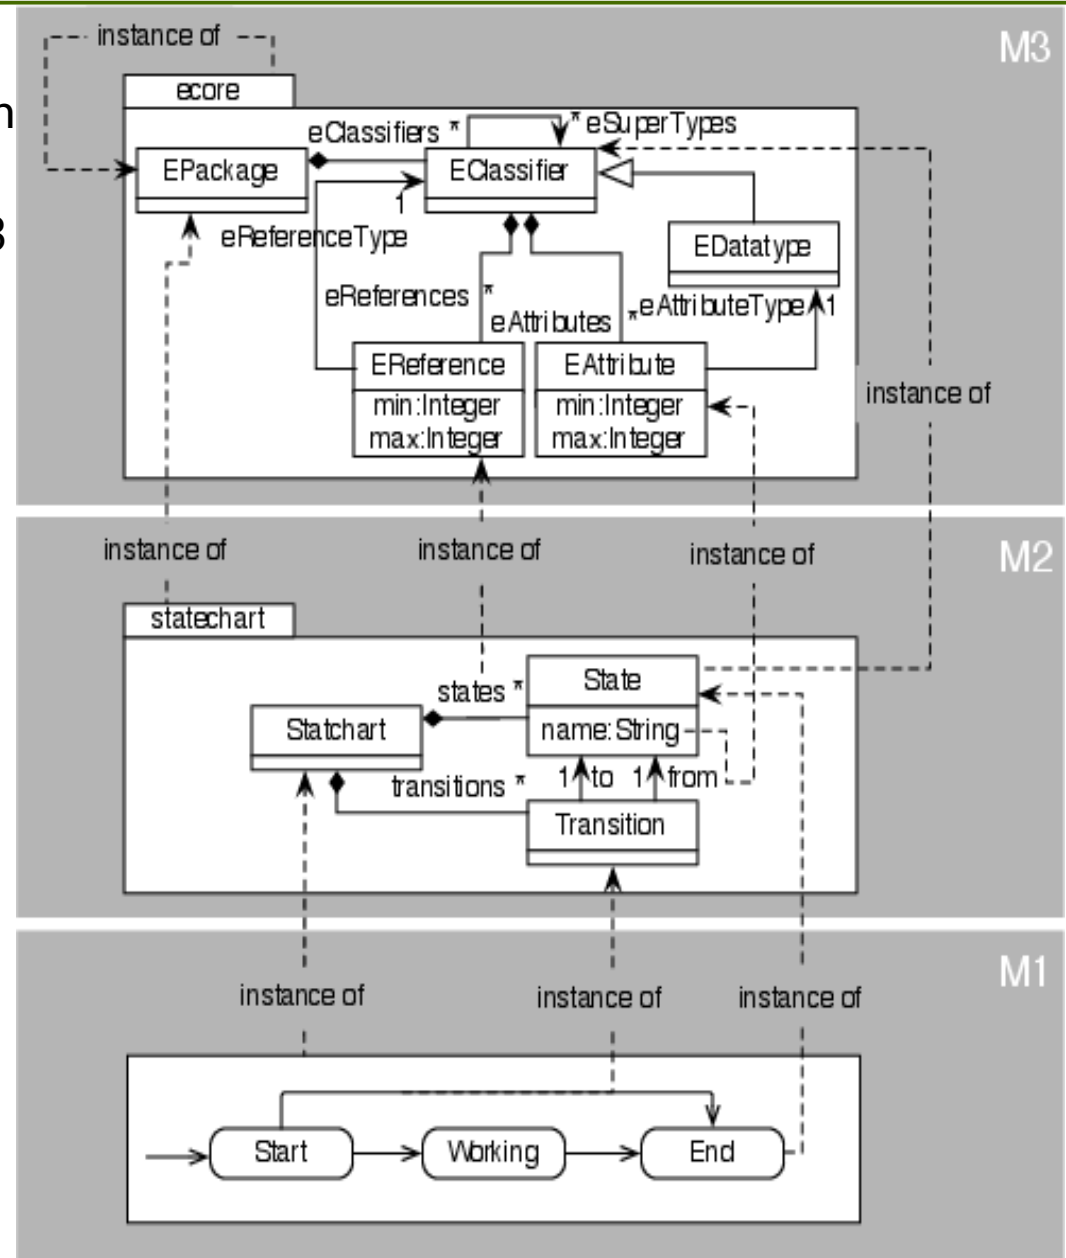 instance of
M3
ecore
n
eClassifiers *
* eSuperTypes
EPackage
EClassifier
1
3
eReferenceType
EDatatype
eReferences *
eAttributes *
eAttributeType 1
EReference
EAttribute
min:Integer
max:Integer
min:Integer
max:Integer
instance of
instance of
instance of
instance of
M2
statechart
State
states *
Statchart
name:String
transitions *
1 to
1 from
Transition
M1
instance of
instance of
instance of
Start
Working
End